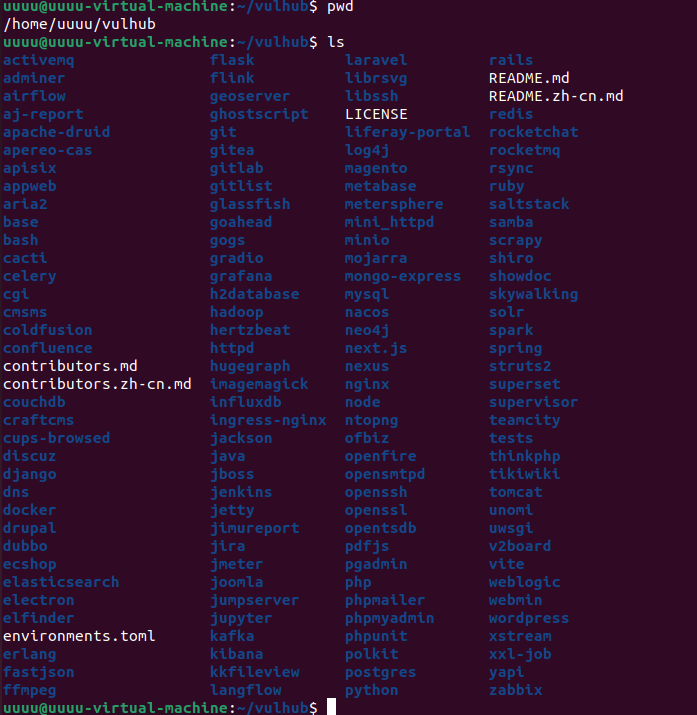 uuuu@uuuu-virtual-machine:~/vulhub$ pwd
/home/uuuu/vulhub
uuuu@uuuu-virtual-machine:~/vulhub$ ls
activemq flask laravel rails
adminer flink librsvg README.md
airflow geoserver libssh README.zh-cn.md
aj-report ghostscript LICENSE redis
apache-druid git liferay-portal rocketchat
apereo-cas gitea log4j rocketmq
apisix gitlab magento rsync
appweb gitlist metabase ruby
aria2 glassfish metersphere saltstack
base goahead mini_httpd samba
bash gogs minio scrapy
cacti gradio mojarra shiro
celery grafana mongo-express showdoc
cgi h2database mysql skywalking
cmsms hadoop nacos solr
coldfusion hertzbeat neo4j spark
confluence httpd next.js spring
contributors.md hugegraph nexus struts2
contributors.zh-cn.md imagemagick nginx superset
couchdb influxdb node supervisor
craftcms ingress-nginx ntopng teamcity
cups-browsed jackson ofbiz tests
discuz java openfire thinkphp
django jboss opensmtpd tikiwiki
dns jenkins openssh tomcat
docker jetty openssl unomi
drupal jimureport opentsdb uwsgi
dubbo jira pdfjs v2board
ecshop jmeter pgadmin vite
elasticsearch joomla php weblogic
electron jumpserver phpmailer webmin
elfinder jupyter phpmyadmin wordpress
environments.toml kafka phpunit xstream
erlang kibana polkit xxl-job
fastjson kkfileview postgres yapi
ffmpeg langflow python zabbix
uuuu@uuuu-virtual-machine:~/vulhub$